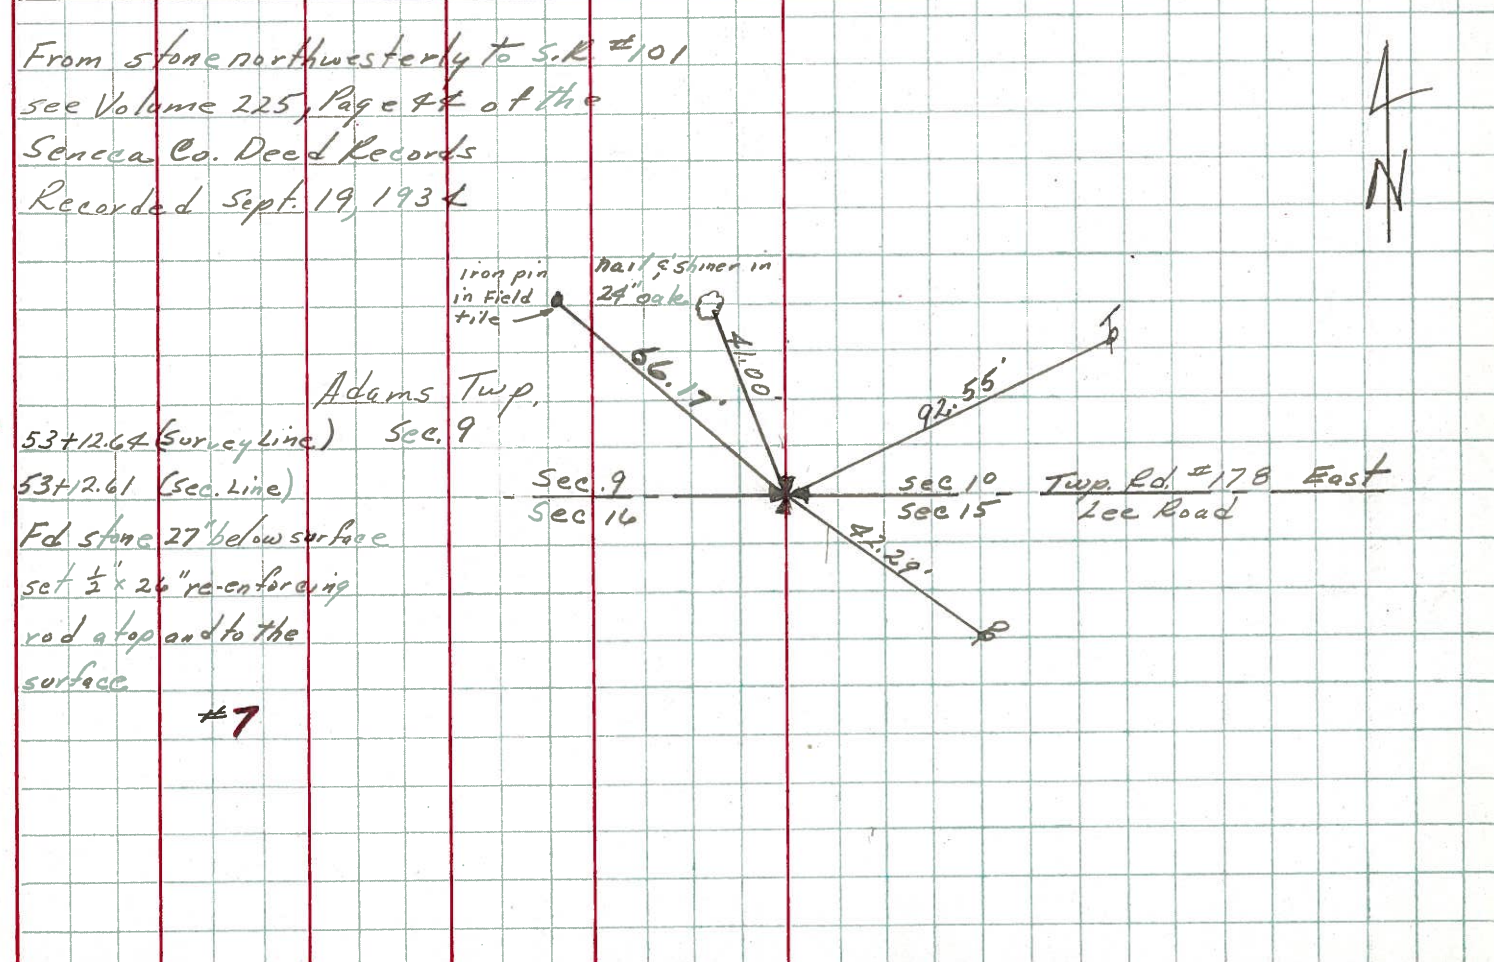 From stone northwesterly to S.R #101
see Volume 225, Page 44 of the
Seneca Co. Deed Records
Recorded Sept. 19, 1934
N
iron pin
in field
tile
nail & shiner in
24" oak
66.17'
41.00'
92.55'
Adams Twp.
Sec. 9
53+12.64 (Survey Line)
53+12.61 (Sec. Line)
Fd stone 27" below surface
set 1/2" x 26" re-enforcing
rod atop and to the
surface
#7
Sec. 9
Sec 16
Sec 10
Sec 15
Twp. Rd. #178 East
Lee Road
42.29'